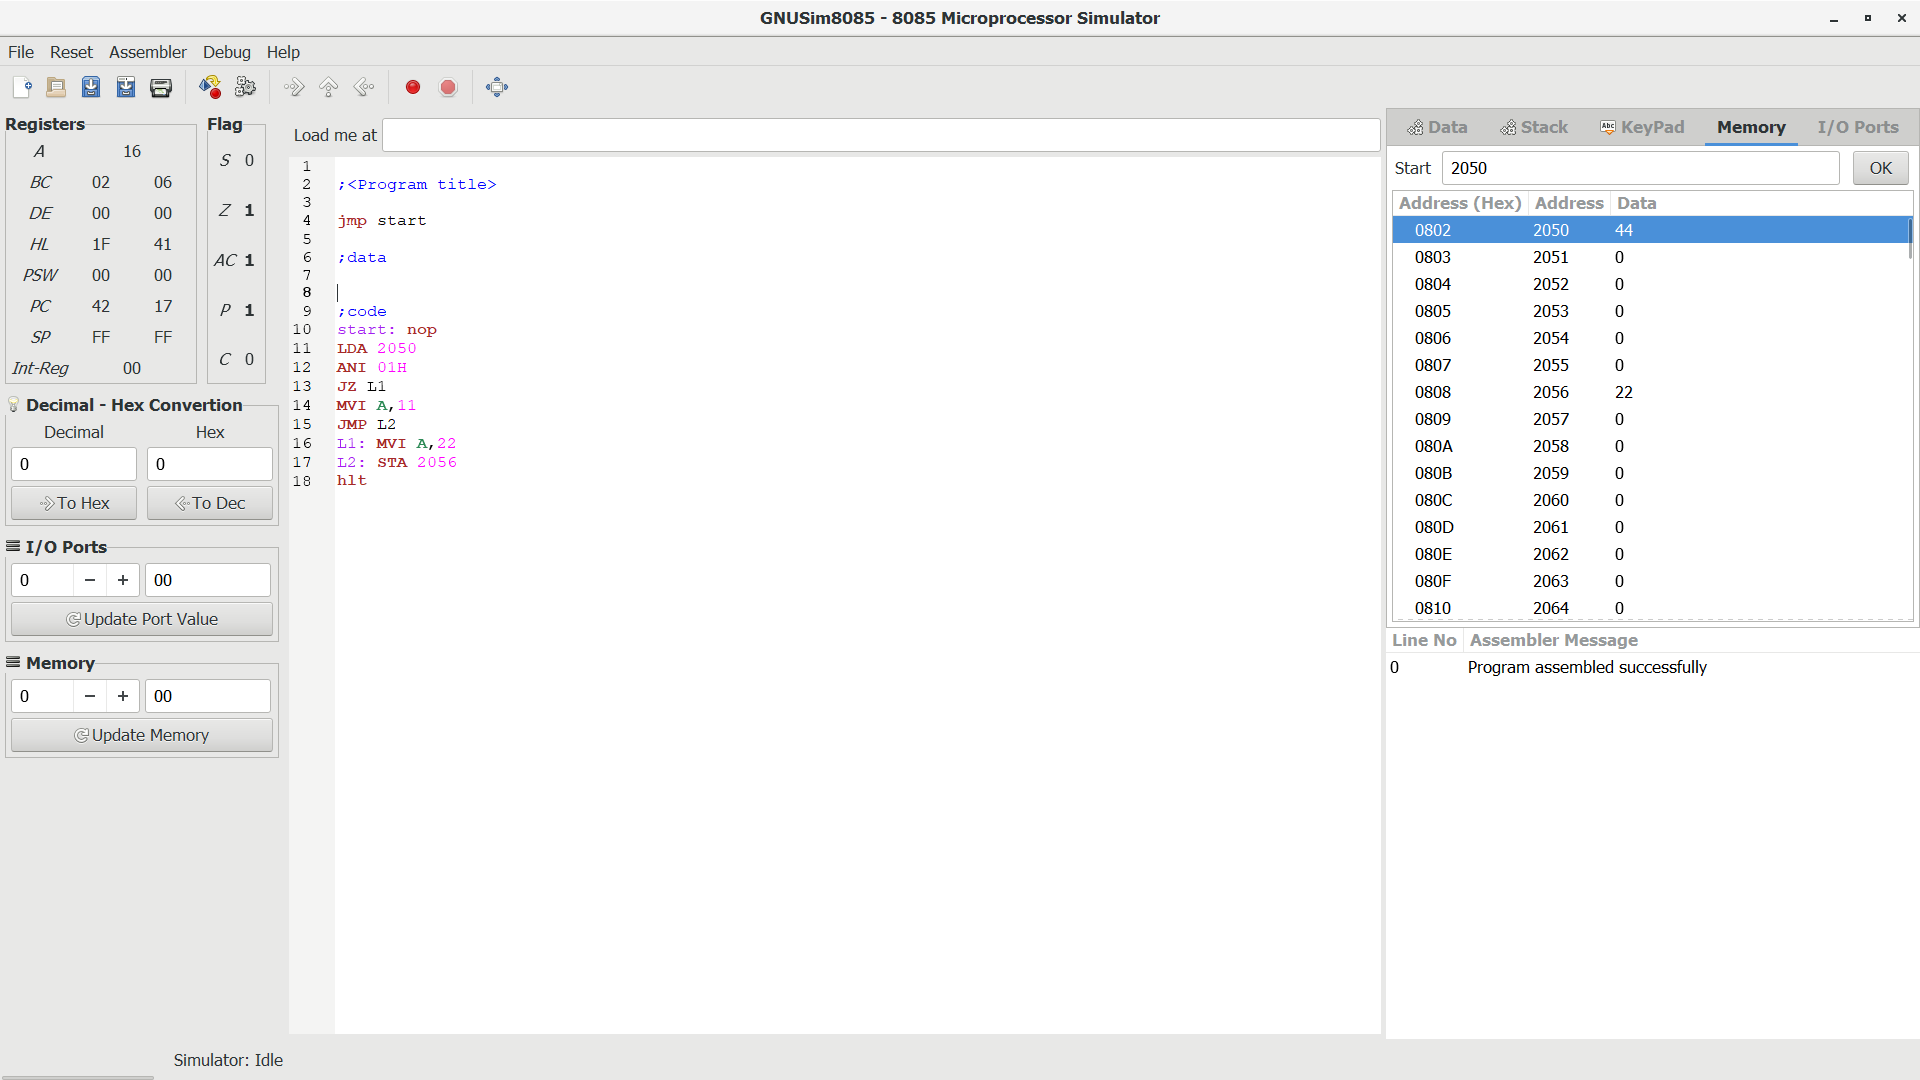 GNUSim8085 - 8085 Microprocessor Simulator
File Reset Assembler Debug Help
Registers
A 16
BC 02 06
DE 00 00
HL 1F 41
PSW 00 00
PC 42 17
SP FF FF
Int-Reg 00
Flag
S 0
Z 1
AC 1
P 1
C 0
Decimal - Hex Convertion
Decimal Hex
0 0
To Hex To Dec
I/O Ports
0 − + 00
Update Port Value
Memory
0 − + 00
Update Memory
Load me at
1
2 ;<Program title>
3
4 jmp start
5
6 ;data
7
8
9 ;code
10 start: nop
11 LDA 2050
12 ANI 01H
13 JZ L1
14 MVI A,11
15 JMP L2
16 L1: MVI A,22
17 L2: STA 2056
18 hlt
Data Stack Abc KeyPad Memory I/O Ports
Start 2050 OK
Address (Hex) Address Data
0802 2050 44
0803 2051 0
0804 2052 0
0805 2053 0
0806 2054 0
0807 2055 0
0808 2056 22
0809 2057 0
080A 2058 0
080B 2059 0
080C 2060 0
080D 2061 0
080E 2062 0
080F 2063 0
0810 2064 0
Line No Assembler Message
0 Program assembled successfully
Simulator: Idle